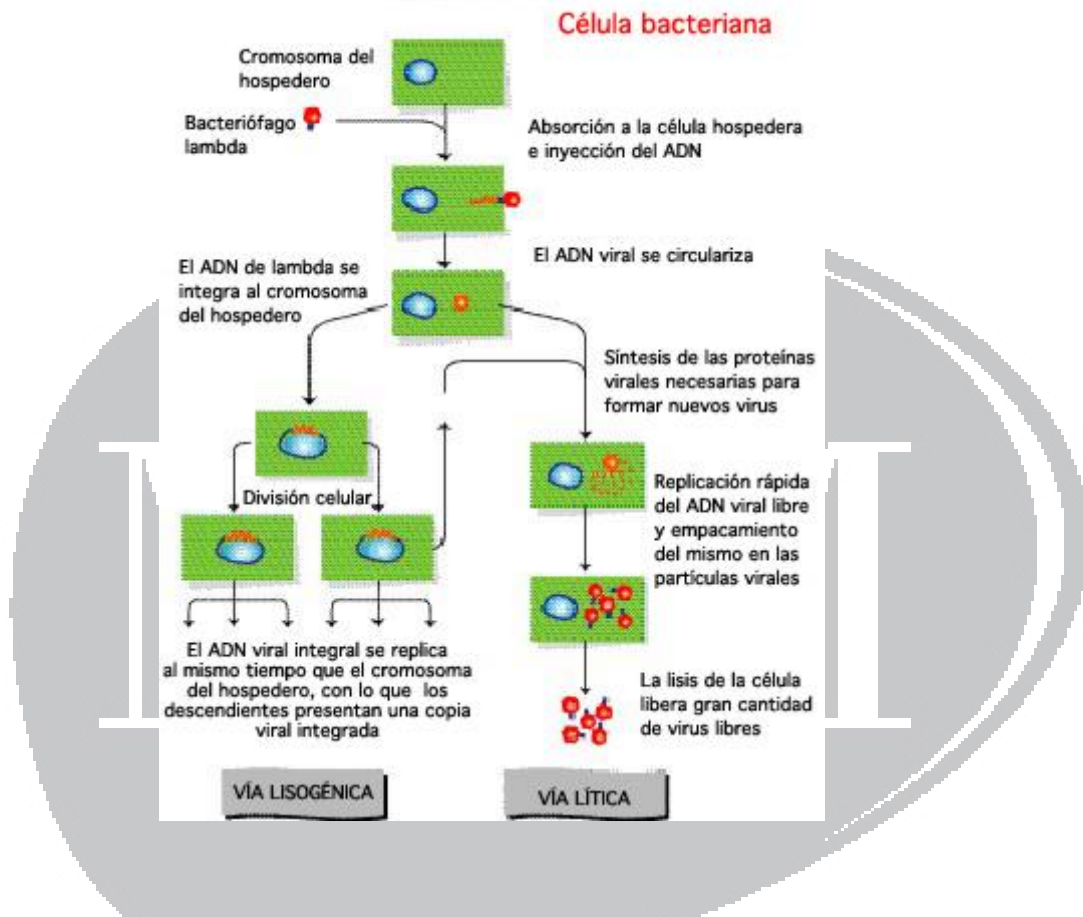 Célula bacteriana
Cromosoma del
hospedero
Bacteriófago
lambda
Absorción a la célula hospedera
e inyección del ADN
El ADN viral se circulariza
El ADN de lambda se
integra al cromosoma
del hospedero
Síntesis de las proteínas
virales necesarias para
formar nuevos virus
División celular
Replicación rápida
del ADN viral libre
y empacamiento
del mismo en las
partículas virales
El ADN viral integral se replica
al mismo tiempo que el cromosoma
del hospedero, con lo que los
descendientes presentan una copia
viral integrada
La lisis de la célula
libera gran cantidad
de virus libres
VÍA LISOGÉNICA
VÍA LÍTICA